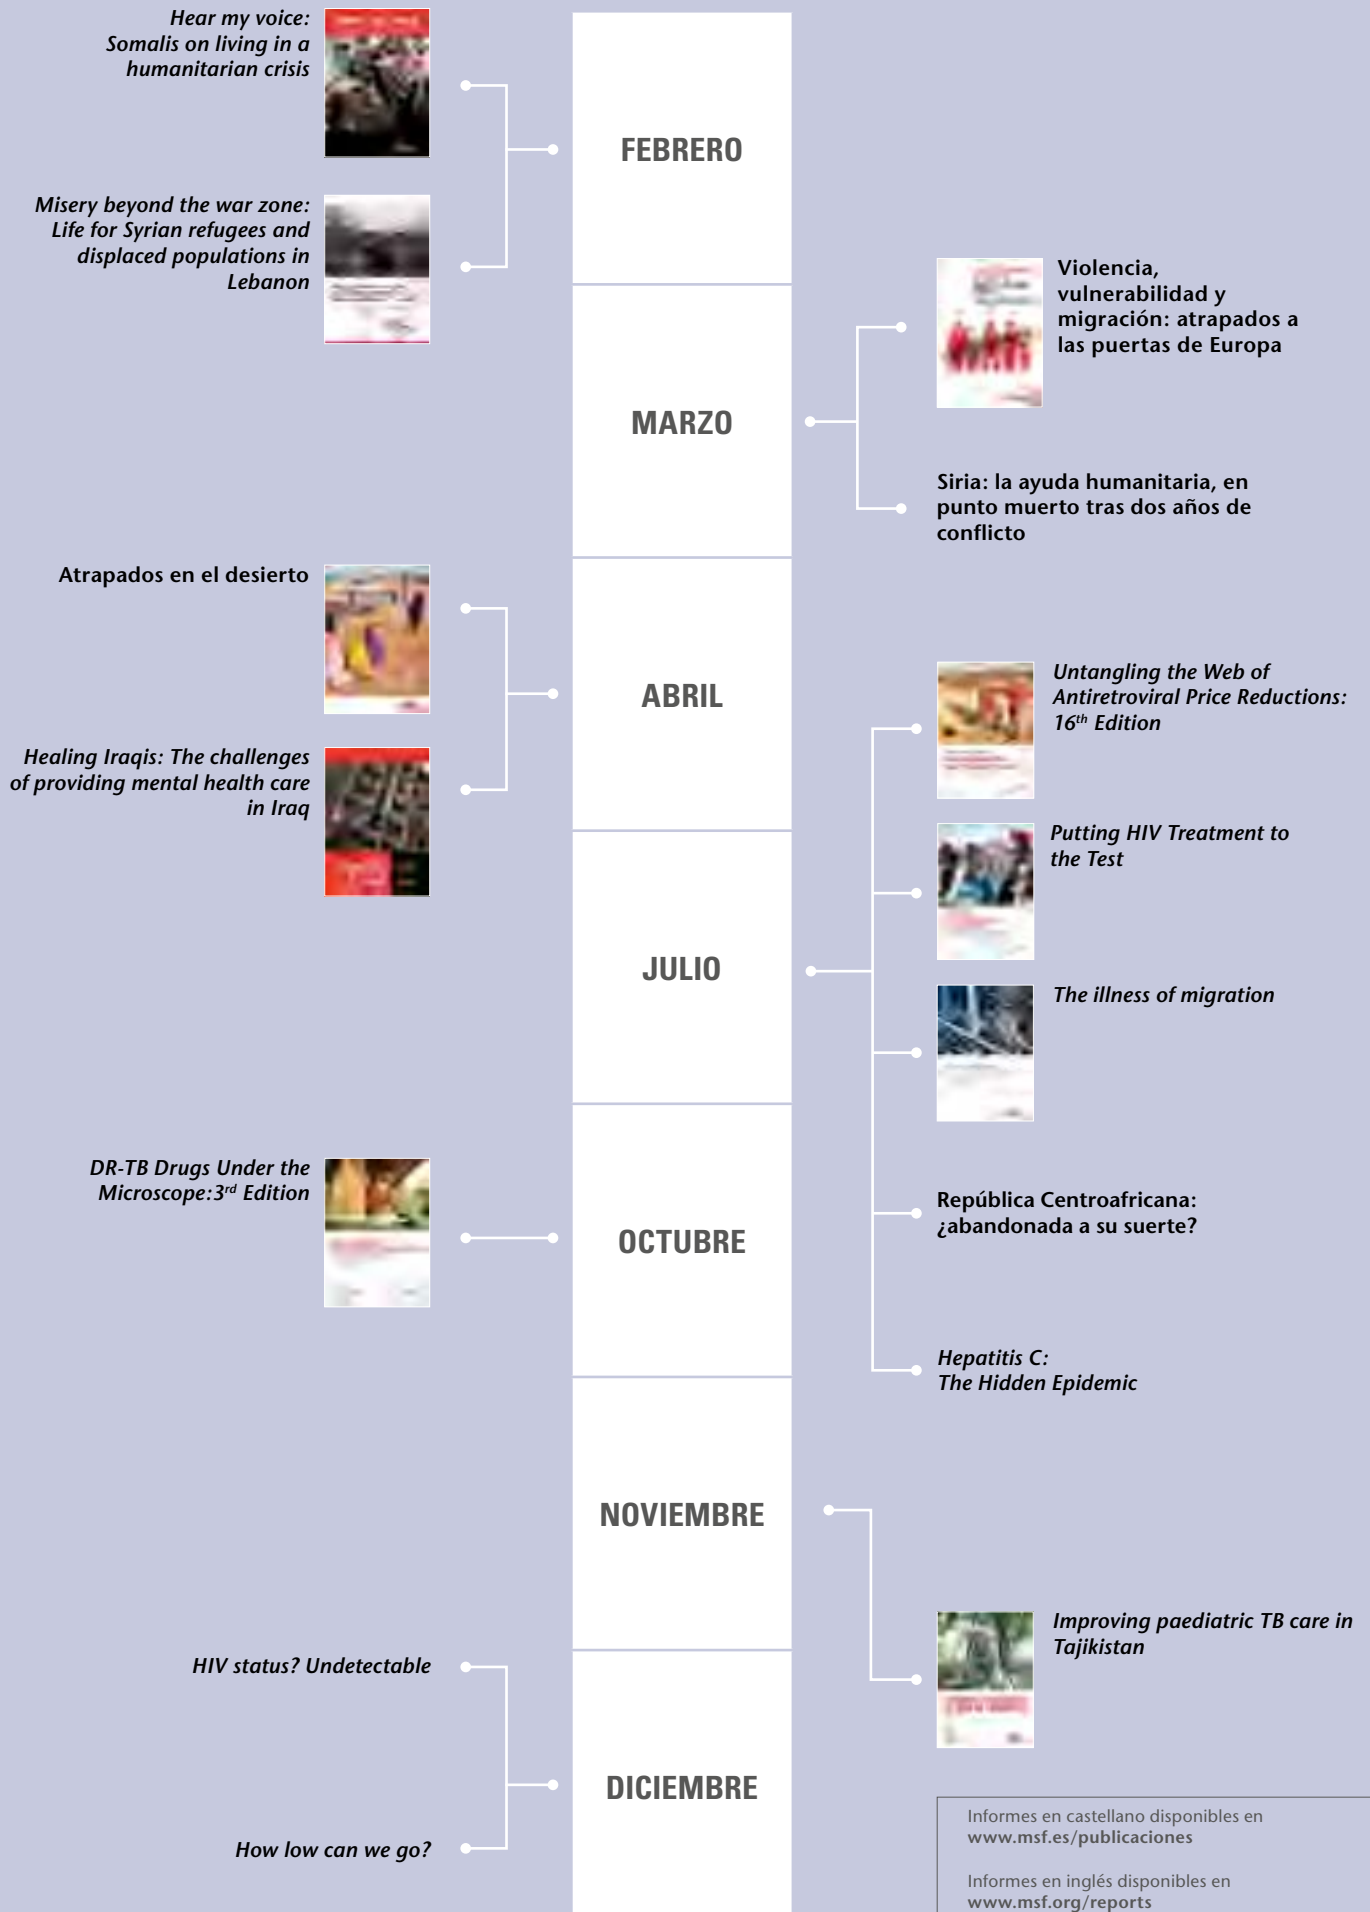 Hear my voice:
Somalis on living in a
humanitarian crisis
FEBRERO
Misery beyond the war zone:
Life for Syrian refugees and
displaced populations in
Lebanon
Violencia,
vulnerabilidad y
migración: atrapados a
las puertas de Europa
MARZO
Siria: la ayuda humanitaria, en
punto muerto tras dos años de
conflicto
Atrapados en el desierto
ABRIL
Healing Iraqis: The challenges
of providing mental health care
in Iraq
Untangling the Web of
Antiretroviral Price Reductions:
16th Edition
Putting HIV Treatment to
the Test
JULIO
The illness of migration
República Centroafricana:
¿abandonada a su suerte?
Hepatitis C:
The Hidden Epidemic
DR-TB Drugs Under the
Microscope:3rd Edition
OCTUBRE
NOVIEMBRE
Improving paediatric TB care in
Tajikistan
HIV status? Undetectable
DICIEMBRE
How low can we go?
Informes en castellano disponibles en
www.msf.es/publicaciones
Informes en inglés disponibles en
www.msf.org/reports